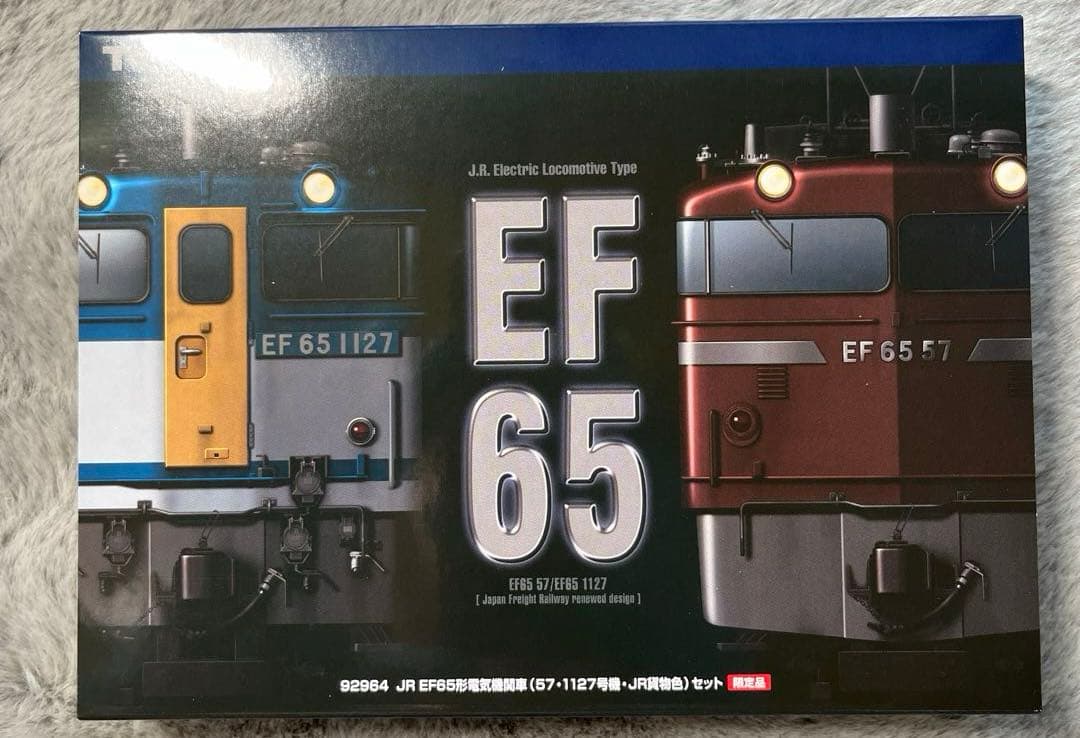 J.R. Electric Locomotive Type
EF
65
EF 65 1127
EF 65 57
EF65 57/EF65 1127
[ Japan Freight Railway renewed design ]
92964 JR EF65形電気機関車(57・1127号機・JR貨物色)セット 限定品